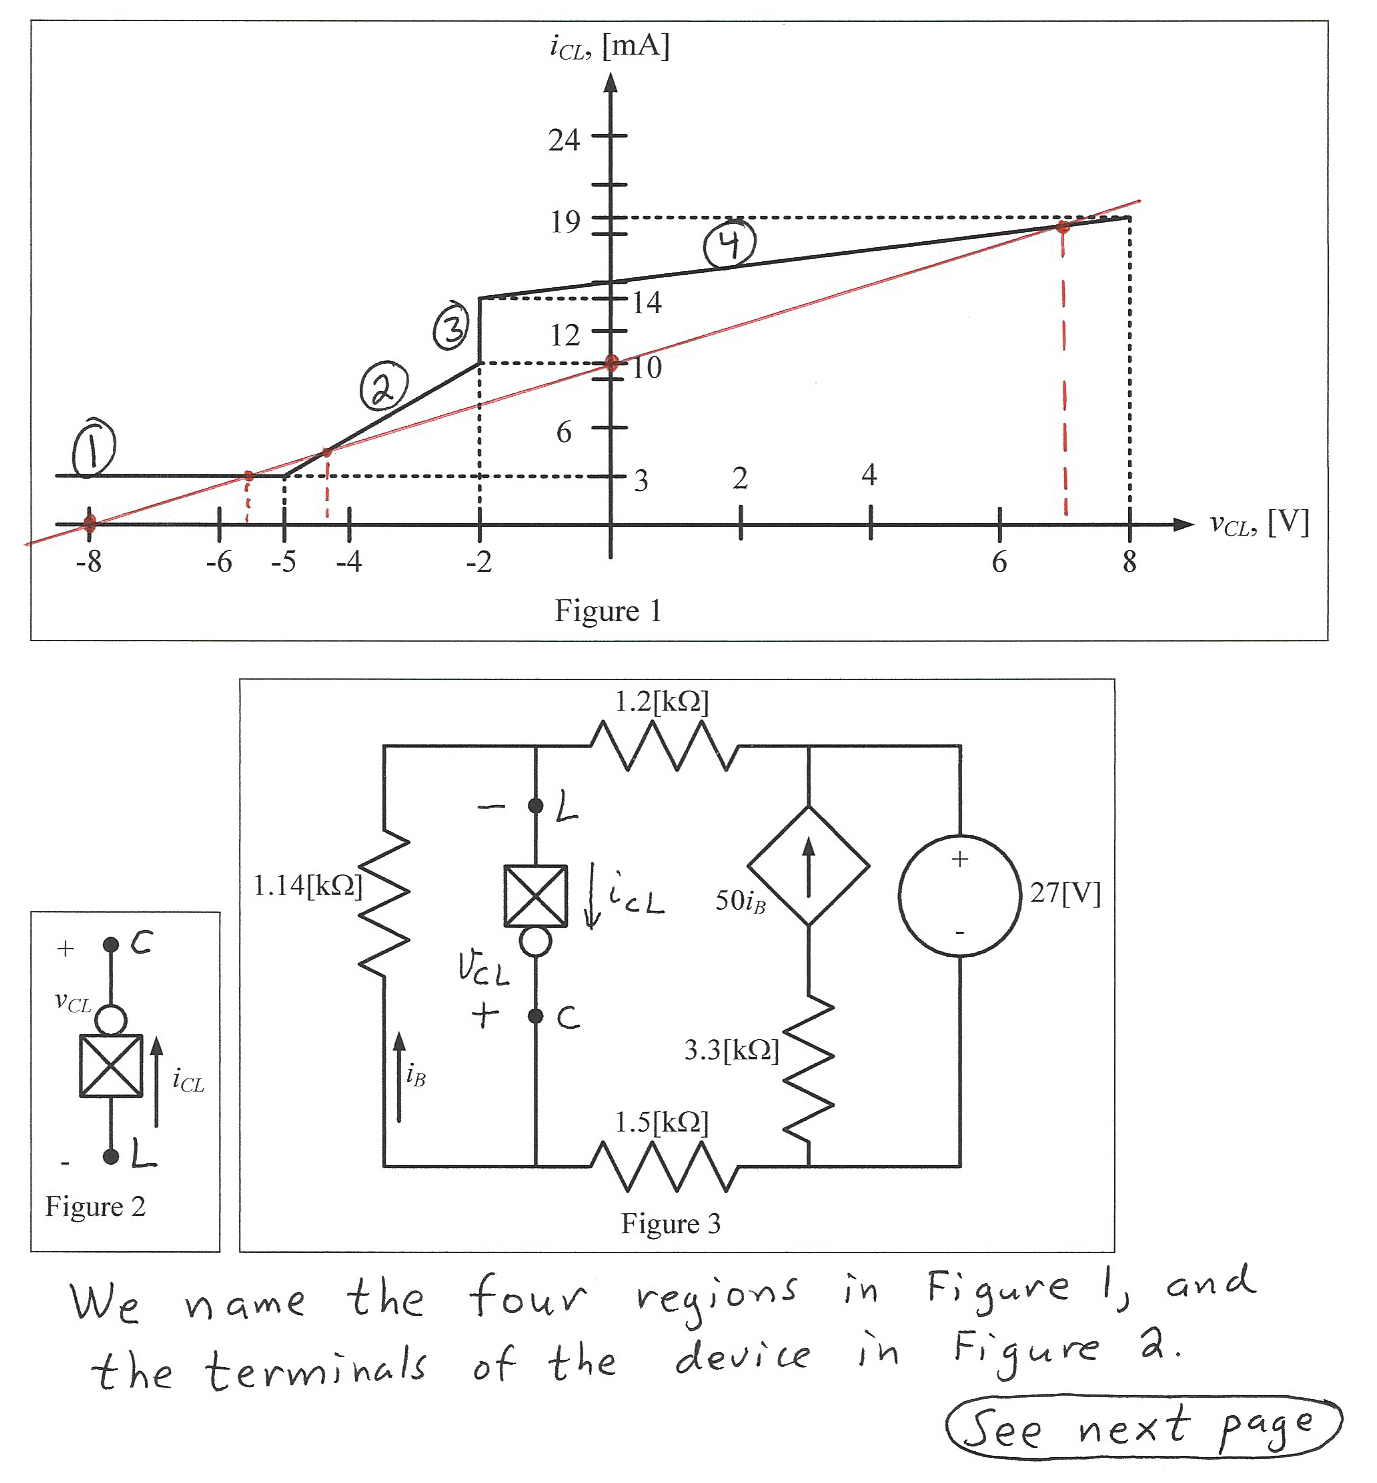 iCL, [mA]
24
19
④
③
14
12
②
10
①
6
3
2
4
vCL, [V]
-8
-6
-5
-4
-2
6
8
Figure 1
1.2[kΩ]
- L
1.14[kΩ]
iCL
50iB
+
27[V]
-
vCL
+ C
3.3[kΩ]
iB
1.5[kΩ]
Figure 3
+ C
vCL
iCL
- L
Figure 2
We name the four regions in Figure 1, and
the terminals of the device in Figure 2.
See next page